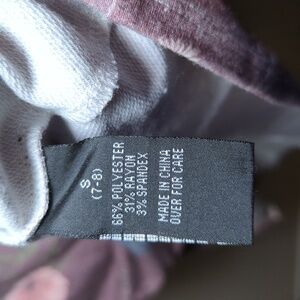 S
(7-8)
66% POLYESTER
31% RAYON
3% SPANDEX
MADE IN CHINA
OVER FOR CARE